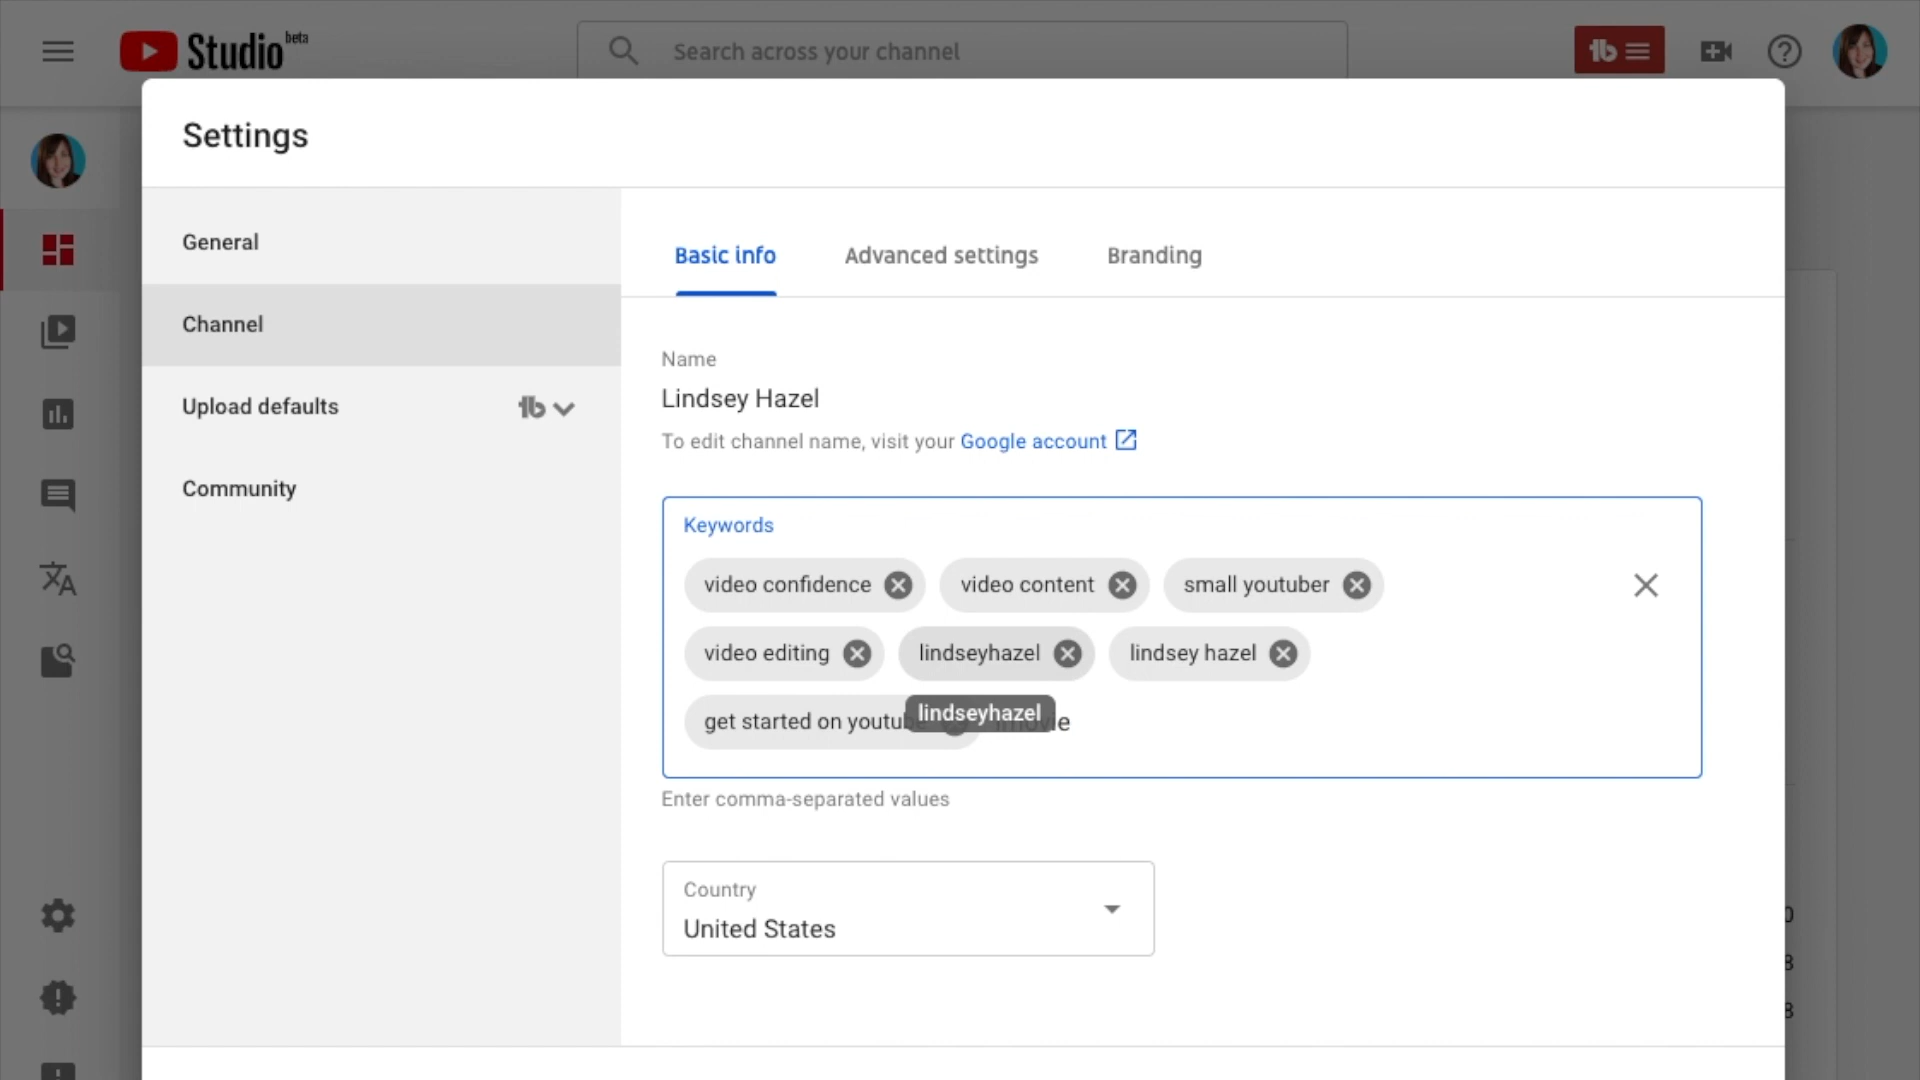 Studio beta
Search across your channel
Settings
General
Channel
Upload defaults
Community
Basic info
Advanced settings
Branding
Name
Lindsey Hazel
To edit channel name, visit your Google account
Keywords
video confidence
video content
small youtuber
video editing
lindseyhazel
lindsey hazel
get started on youtube
lindseyhazel
Enter comma-separated values
Country
United States